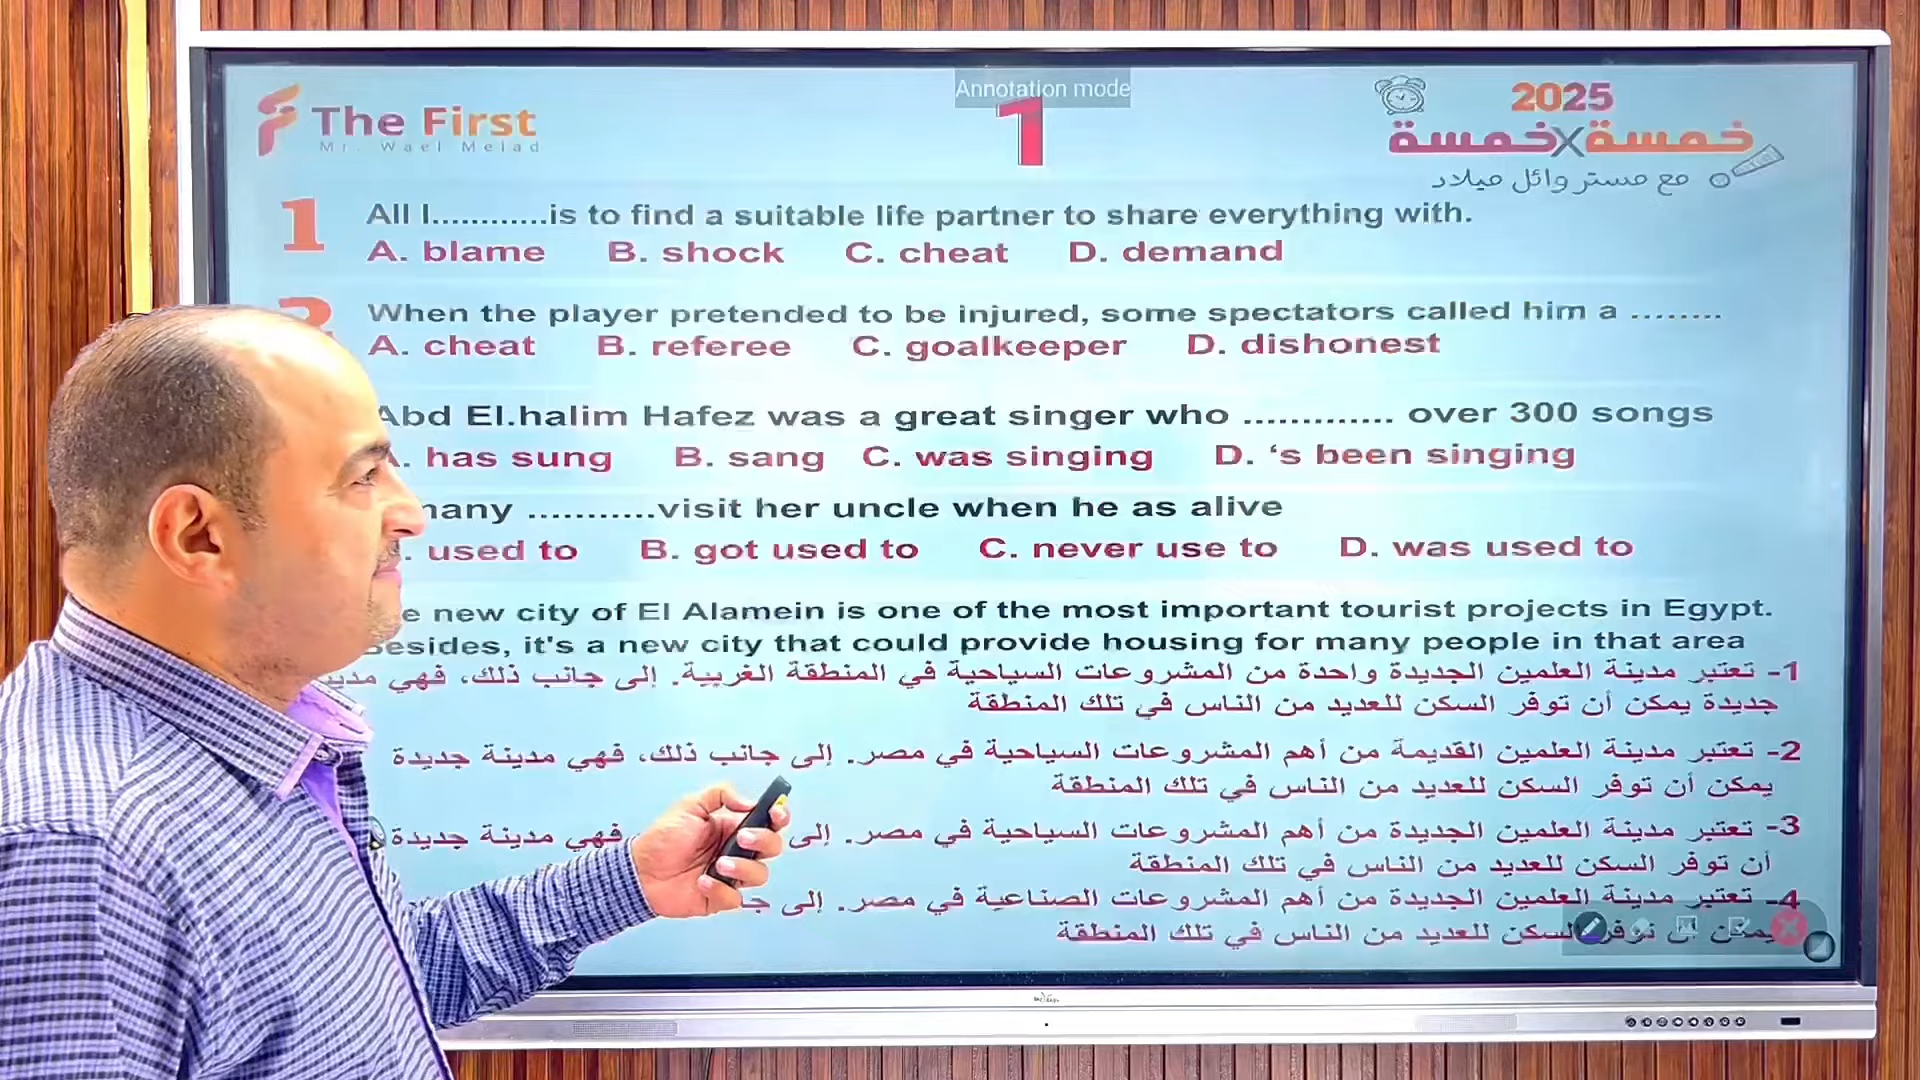 The First
Mr. Wael Melad
Annotation mode
1
2025
خمسةXخمسة
مع مستر وائل ميلاد
1
All I............is to find a suitable life partner to share everything with.
A. blame B. shock C. cheat D. demand
2
When the player pretended to be injured, some spectators called him a ........
A. cheat B. referee C. goalkeeper D. dishonest
Abd El.halim Hafez was a great singer who ............. over 300 songs
A. has sung B. sang C. was singing D. ‘s been singing
...........visit her uncle when he as alive
. used to B. got used to C. never use to D. was used to
e new city of El Alamein is one of the most important tourist projects in Egypt.
esides, it's a new city that could provide housing for many people in that area
1- تعتبر مدينة العلمين الجديدة واحدة من المشروعات السياحية في المنطقة الغربية. إلى جانب ذلك، فهي
جديدة يمكن أن توفر السكن للعديد من الناس في تلك المنطقة
2- تعتبر مدينة العلمين القديمة من أهم المشروعات السياحية في مصر. إلى جانب ذلك، فهي مدينة جديدة
يمكن أن توفر السكن للعديد من الناس في تلك المنطقة
3- تعتبر مدينة العلمين الجديدة من أهم المشروعات السياحية في مصر. إلى فهي مدينة جديدة
أن توفر السكن للعديد من الناس في تلك المنطقة
4- تعتبر مدينة العلمين الجديدة من أهم المشروعات الصناعية في مصر. إلى
يمكن أن توفر السكن للعديد من الناس في تلك المنطقة